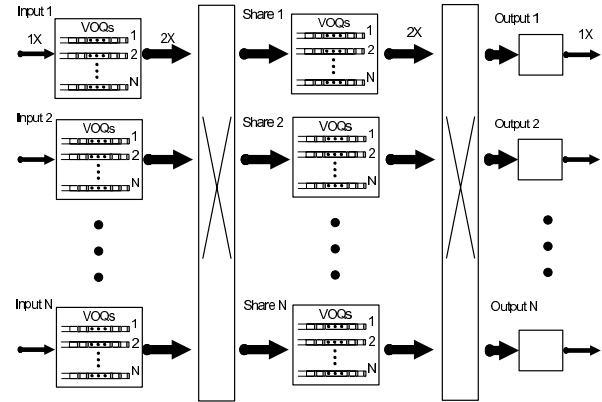 Input 1 Share 1 Output 1
1X VOQs 1 2 N 2X VOQs 1 2 N 2X 1X
Input 2 Share 2 Output 2
VOQs 1 2 N VOQs 1 2 N
Input N Share N Output N
VOQs 1 2 N VOQs 1 2 N